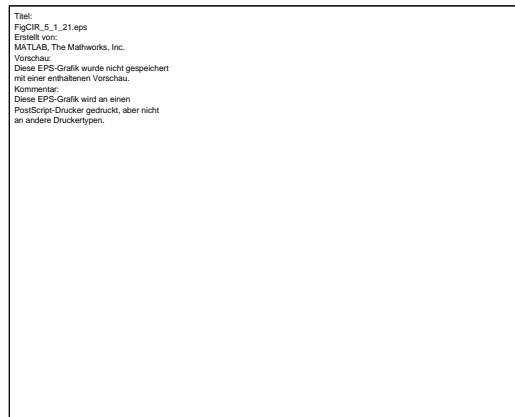 Titel:
FigCIR_5_1_21.eps
Erstellt von:
MATLAB, The Mathworks, Inc.
Vorschau:
Diese EPS-Grafik wurde nicht gespeichert
mit einer enthaltenen Vorschau.
Kommentar:
Diese EPS-Grafik wird an einen
PostScript-Drucker gedruckt, aber nicht
an andere Druckertypen.